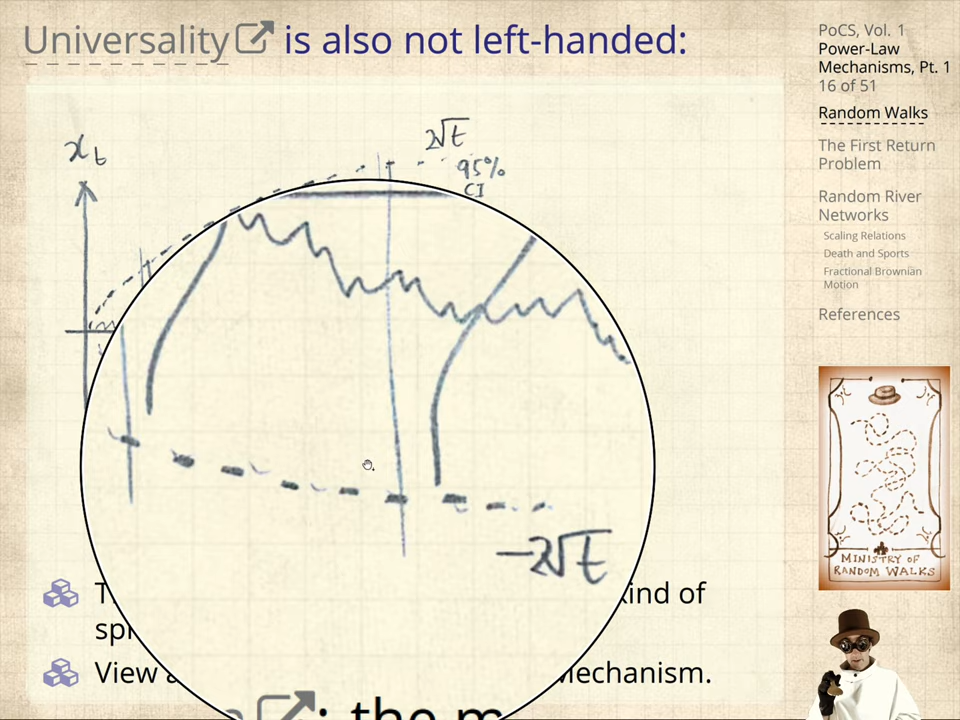 Universality is also not left-handed:
x_t
2√t
95%
CI
-2√t
kind of
View
Mechanism.
: the m
PoCS, Vol. 1
Power-Law
Mechanisms, Pt. 1
16 of 51
Random Walks
The First Return
Problem
Random River
Networks
Scaling Relations
Death and Sports
Fractional Brownian
Motion
References
MINISTRY OF
RANDOM WALKS